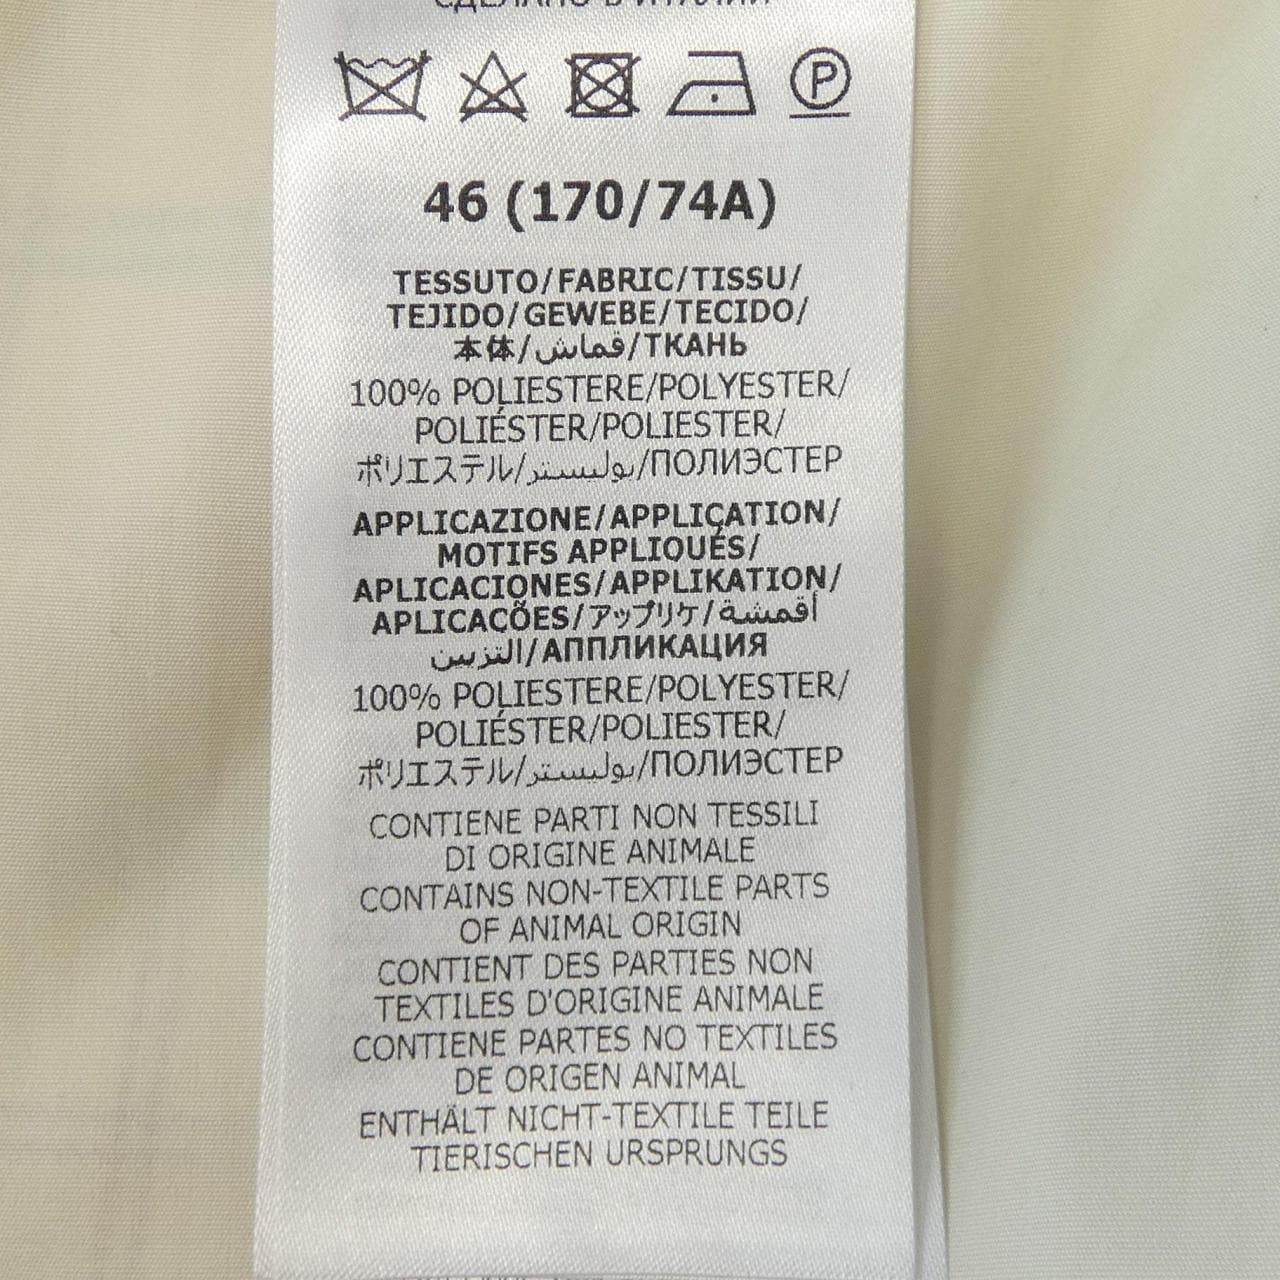 СДЕЛАНО В ИТАЛИИ
P
46 (170/74A)
TESSUTO/FABRIC/TISSU/
TEJIDO/GEWEBE/TECIDO/
本体/قماش/ТКАНЬ
100% POLIESTERE/POLYESTER/
POLIÉSTER/POLIESTER/
ポリエステル/بوليستر/ПОЛИЭСТЕР
APPLICAZIONE/APPLICATION/
MOTIFS APPLIQUÉS/
APLICACIONES/APPLIKATION/
APLICAÇÕES/アップリケ/أقمشة
التزيين/АППЛИКАЦИЯ
100% POLIESTERE/POLYESTER/
POLIÉSTER/POLIESTER/
ポリエステル/بوليستر/ПОЛИЭСТЕР
CONTIENE PARTI NON TESSILI
DI ORIGINE ANIMALE
CONTAINS NON-TEXTILE PARTS
OF ANIMAL ORIGIN
CONTIENT DES PARTIES NON
TEXTILES D'ORIGINE ANIMALE
CONTIENE PARTES NO TEXTILES
DE ORIGEN ANIMAL
ENTHÄLT NICHT-TEXTILE TEILE
TIERISCHEN URSPRUNGS